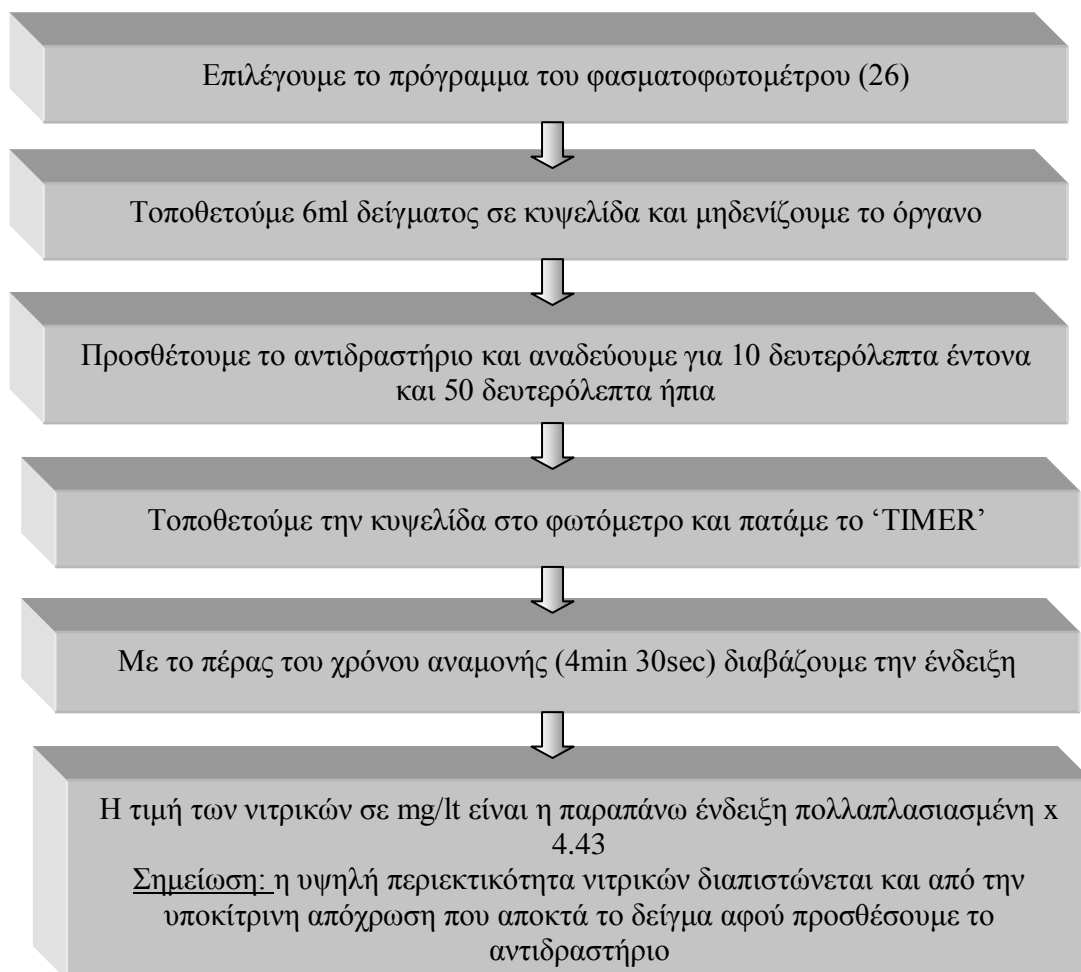 Επιλέγουμε το πρόγραμμα του φασματοφωτομέτρου (26)
Τοποθετούμε 6ml δείγματος σε κυψελίδα και μηδενίζουμε το όργανο
Προσθέτουμε το αντιδραστήριο και αναδεύουμε για 10 δευτερόλεπτα έντονα
και 50 δευτερόλεπτα ήπια
Τοποθετούμε την κυψελίδα στο φωτόμετρο και πατάμε το ‘TIMER’
Με το πέρας του χρόνου αναμονής (4min 30sec) διαβάζουμε την ένδειξη
Η τιμή των νιτρικών σε mg/lt είναι η παραπάνω ένδειξη πολλαπλασιασμένη x
4.43
Σημείωση: η υψηλή περιεκτικότητα νιτρικών διαπιστώνεται και από την
υποκίτρινη απόχρωση που αποκτά το δείγμα αφού προσθέσουμε το
αντιδραστήριο